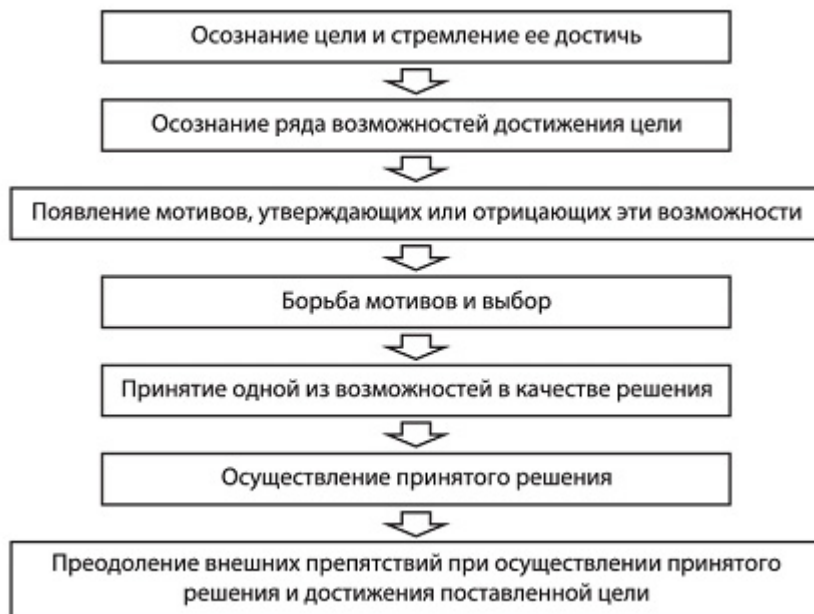 Осознание цели и стремление ее достичь
Осознание ряда возможностей достижения цели
Появление мотивов, утверждающих или отрицающих эти возможности
Борьба мотивов и выбор
Принятие одной из возможностей в качестве решения
Осуществление принятого решения
Преодоление внешних препятствий при осуществлении принятого
решения и достижения поставленной цели